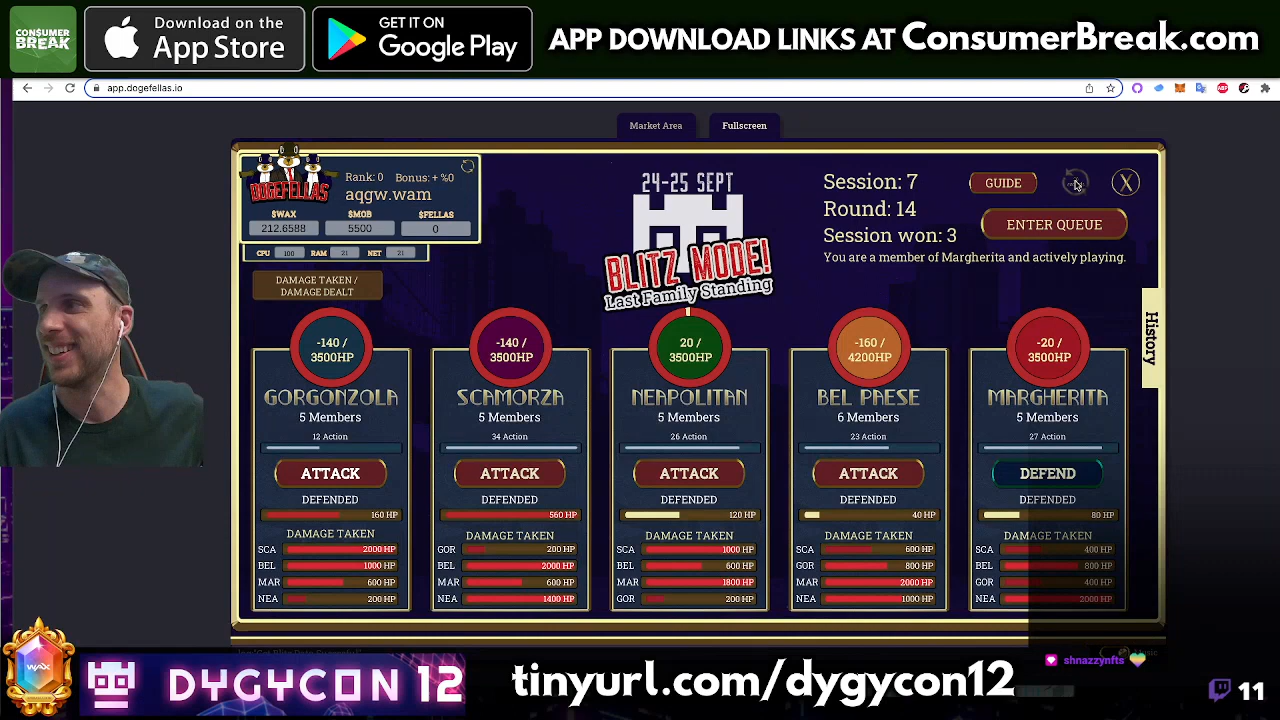 CONSUMER
BREAK
Download on the
App Store
GET IT ON
Google Play
APP DOWNLOAD LINKS AT ConsumerBreak.com
app.dogefellas.io
Market Area
Fullscreen
DOGEFELLAS
Rank: 0 Bonus: + %0
aqgw.wam
$WAX $MOB $FELLAS
212.6588 5500 0
CPU 100 RAM 21 NET 21
DAMAGE TAKEN /
DAMAGE DEALT
24-25 SEPT
BLITZ MODE!
Last Family Standing
Session: 7
Round: 14
Session won: 3
GUIDE
X
ENTER QUEUE
You are a member of Margherita and actively playing.
History
-140 /
3500HP
GORGONZOLA
5 Members
12 Action
ATTACK
DEFENDED
160 HP
DAMAGE TAKEN
SCA 2000 HP
BEL 1000 HP
MAR 600 HP
NEA 200 HP
-140 /
3500HP
SCAMORZA
5 Members
34 Action
ATTACK
DEFENDED
560 HP
DAMAGE TAKEN
GOR 200 HP
BEL 2000 HP
MAR 600 HP
NEA 1400 HP
20 /
3500HP
NEAPOLITAN
5 Members
26 Action
ATTACK
DEFENDED
120 HP
DAMAGE TAKEN
SCA 1000 HP
BEL 600 HP
MAR 1800 HP
GOR 200 HP
-160 /
4200HP
BEL PAESE
6 Members
23 Action
ATTACK
DEFENDED
40 HP
DAMAGE TAKEN
SCA 600 HP
GOR 800 HP
MAR 2000 HP
NEA 1000 HP
-20 /
3500HP
MARGHERITA
5 Members
27 Action
DEFEND
DEFENDED
80 HP
DAMAGE TAKEN
SCA 400 HP
BEL 800 HP
GOR 400 HP
NEA 2000 HP
Music
shnazzynfts
WAX
DYGYCON 12
tinyurl.com/dygycon12
11